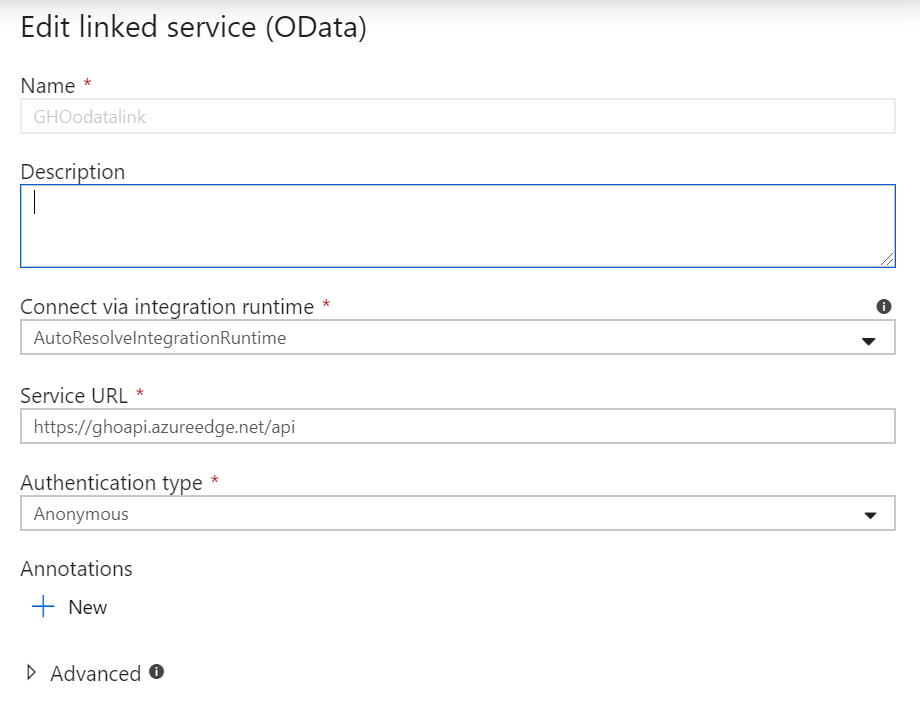 Edit linked service (OData)
Name *
GHOodatalink
Description
Connect via integration runtime *
AutoResolveIntegrationRuntime
Service URL *
https://ghoapi.azureedge.net/api
Authentication type *
Anonymous
Annotations
New
Advanced